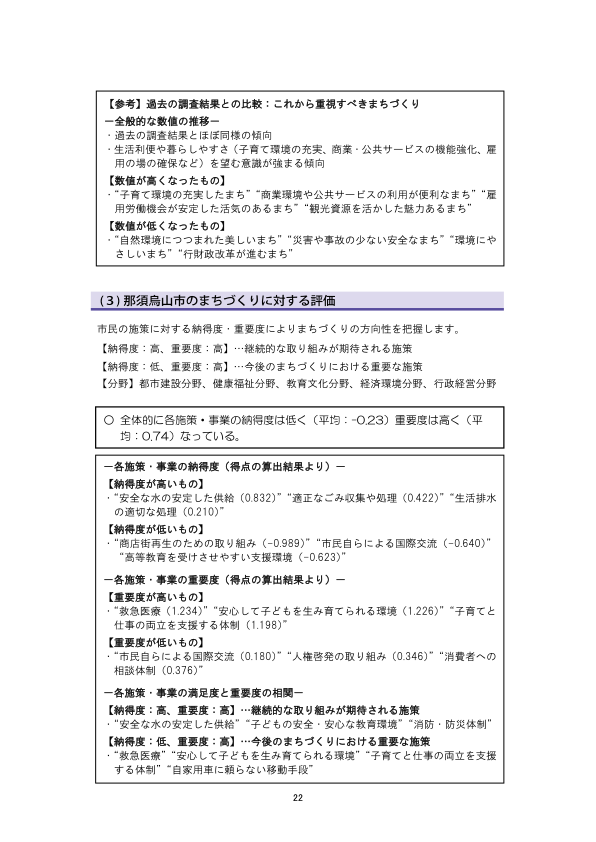 【参考】過去の調査結果との比較：これから重視すべきまちづくり
－全般的な数値の推移－
・過去の調査結果とほぼ同様の傾向
・生活利便や暮らしやすさ（子育て環境の充実、商業・公共サービスの機能強化、雇
用の場の確保など）を望む意識が強まる傾向
【数値が高くなったもの】
・“子育て環境の充実したまち”“商業環境や公共サービスの利用が便利なまち”“雇
用労働機会が安定した活気のあるまち”“観光資源を活かした魅力あるまち”
【数値が低くなったもの】
・“自然環境につつまれた美しいまち”“災害や事故の少ない安全なまち”“環境にや
さしいまち”“行財政改革が進むまち”
（3）那須烏山市のまちづくりに対する評価
市民の施策に対する納得度・重要度によりまちづくりの方向性を把握します。
【納得度：高、重要度：高】…継続的な取り組みが期待される施策
【納得度：低、重要度：高】…今後のまちづくりにおける重要な施策
【分野】都市建設分野、健康福祉分野、教育文化分野、経済環境分野、行政経営分野
○ 全体的に各施策・事業の納得度は低く（平均：-0.23）重要度は高く（平
均：0.74）なっている。
－各施策・事業の納得度（得点の算出結果より）－
【納得度が高いもの】
・“安全な水の安定した供給（0.832）”“適正なごみ収集や処理（0.422）”“生活排水
の適切な処理（0.210）”
【納得度が低いもの】
・“商店街再生のための取り組み（-0.989）”“市民自らによる国際交流（-0.640）”
“高等教育を受けさせやすい支援環境（-0.623）”
－各施策・事業の重要度（得点の算出結果より）－
【重要度が高いもの】
・“救急医療（1.234）”“安心して子どもを生み育てられる環境（1.226）”“子育てと
仕事の両立を支援する体制（1.198）”
【重要度が低いもの】
・“市民自らによる国際交流（0.180）”“人権啓発の取り組み（0.346）”“消費者への
相談体制（0.376）”
－各施策・事業の満足度と重要度の相関－
【納得度：高、重要度：高】…継続的な取り組みが期待される施策
・“安全な水の安定した供給”“子どもの安全・安心な教育環境”“消防・防災体制”
【納得度：低、重要度：高】…今後のまちづくりにおける重要な施策
・“救急医療”“安心して子どもを生み育てられる環境”“子育てと仕事の両立を支援
する体制”“自家用車に頼らない移動手段”
22